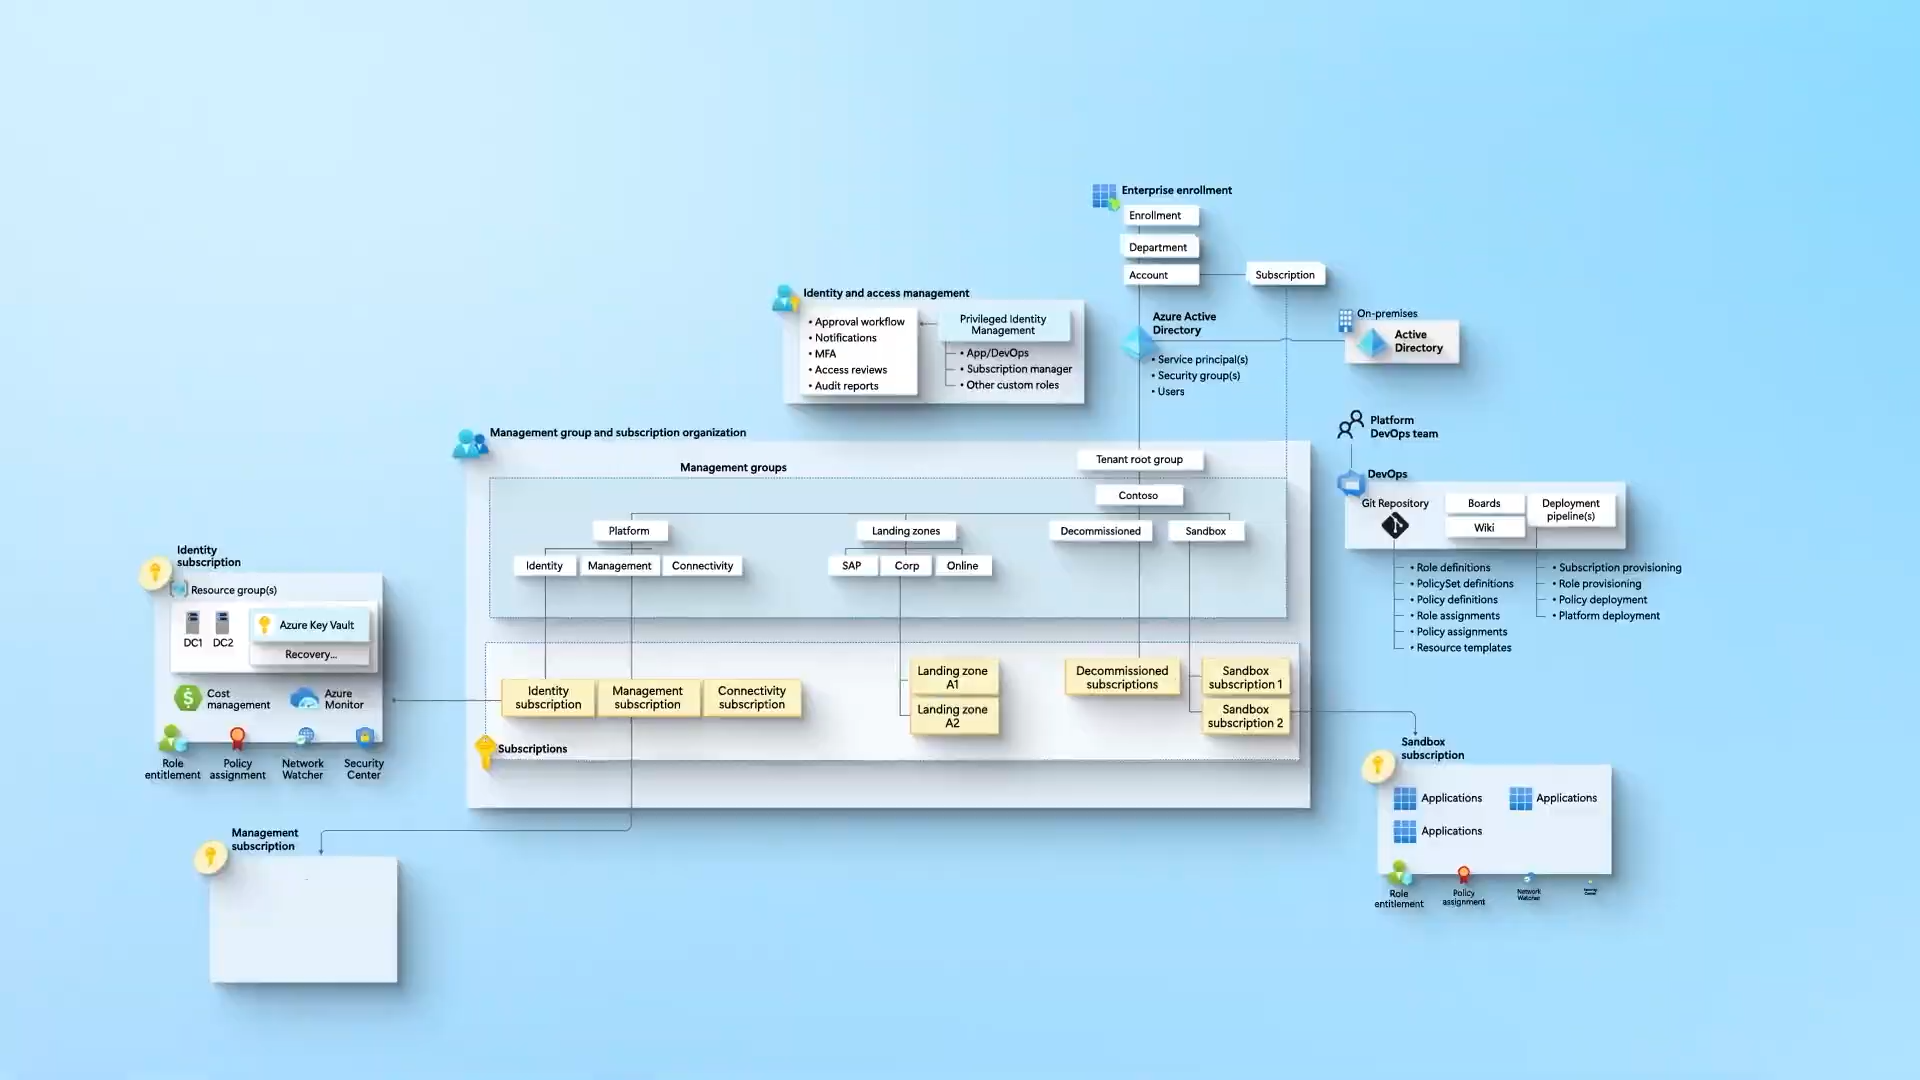 Enterprise enrollment
Enrollment
Department
Account
Subscription
Identity and access management
• Approval workflow
• Notifications
• MFA
• Access reviews
• Audit reports
Privileged Identity
Management
• App/DevOps
• Subscription manager
• Other custom roles
Azure Active
Directory
• Service principal(s)
• Security group(s)
• Users
On-premises
Active
Directory
Platform
DevOps team
DevOps
Git Repository
Boards
Wiki
Deployment
pipeline(s)
• Role definitions
• PolicySet definitions
• Policy definitions
• Role assignments
• Policy assignments
• Resource templates
• Subscription provisioning
• Role provisioning
• Policy deployment
• Platform deployment
Management group and subscription organization
Management groups
Tenant root group
Contoso
Platform
Landing zones
Decommissioned
Sandbox
Identity
Management
Connectivity
SAP
Corp
Online
Identity
subscription
Management
subscription
Connectivity
subscription
Landing zone
A1
Landing zone
A2
Decommissioned
subscriptions
Sandbox
subscription 1
Sandbox
subscription 2
Subscriptions
Identity
subscription
Resource group(s)
DC1
DC2
Azure Key Vault
Recovery...
Cost
management
Azure
Monitor
Role
entitlement
Policy
assignment
Network
Watcher
Security
Center
Management
subscription
Sandbox
subscription
Applications
Applications
Applications
Role
entitlement
Policy
assignment
Network
Watcher
Security
Center